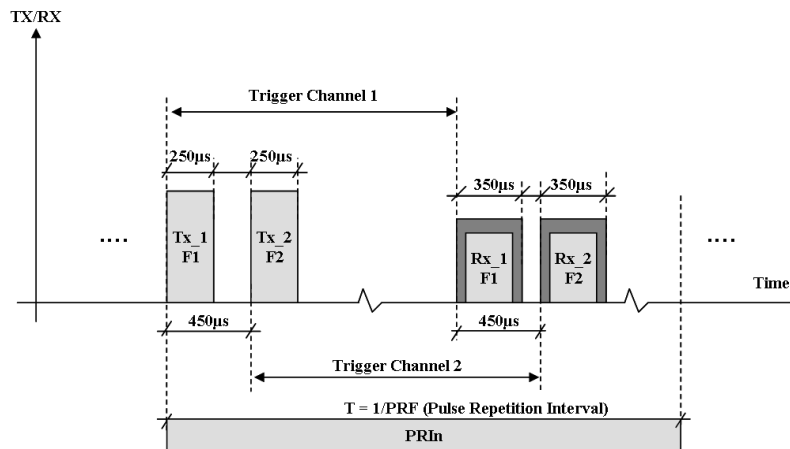 TX/RX
Trigger Channel 1
250µs 250µs
350µs 350µs
....
Tx_1
F1
Tx_2
F2
Rx_1
F1
Rx_2
F2
....
Time
450µs
450µs
Trigger Channel 2
T = 1/PRF (Pulse Repetition Interval)
PRIn